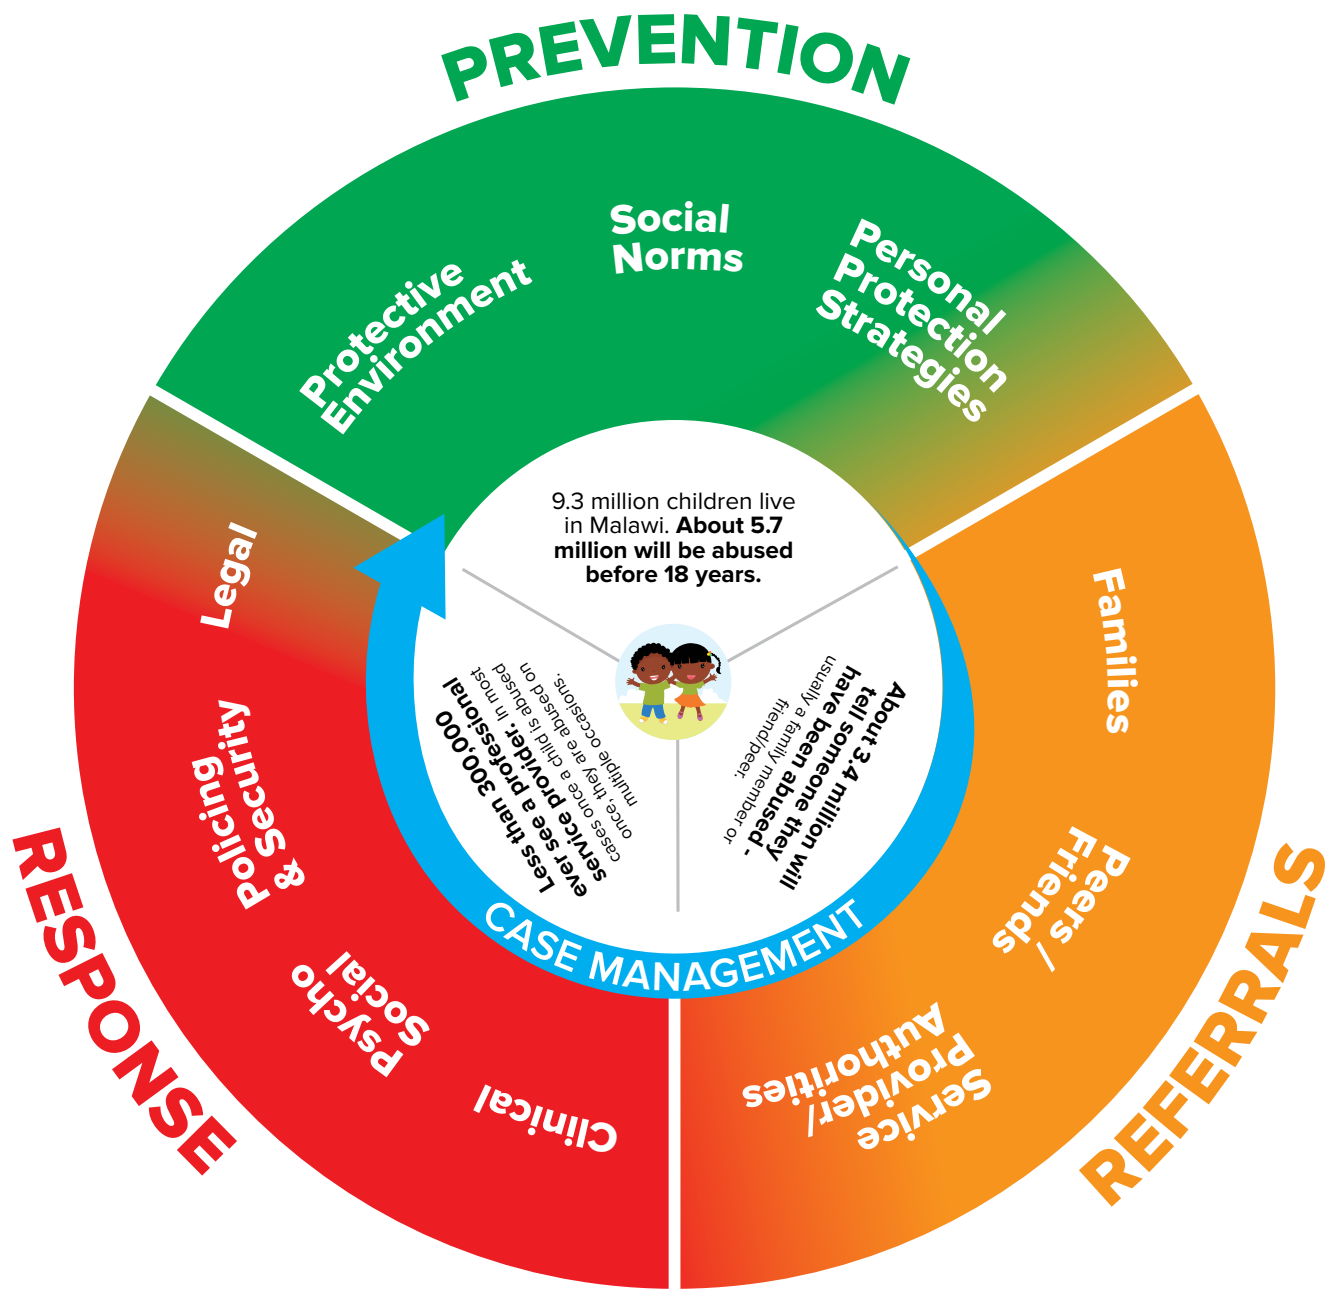 PREVENTION
Protective
Environment
Social
Norms
Personal
Protection
Strategies
REFERRALS
Families
Peers/
Friends
Service
Provider/
Authorities
RESPONSE
Clinical
Psycho
Social
Policing
& Security
Legal
CASE MANAGEMENT
9.3 million children live
in Malawi. About 5.7
million will be abused
before 18 years.
About 3.4 million will
tell someone they
have been abused -
usually a family member or
friend/peer.
Less than 300,000
ever see a professional
service provider. In most
cases once a child is abused
once, they are abused on
multiple occasions.